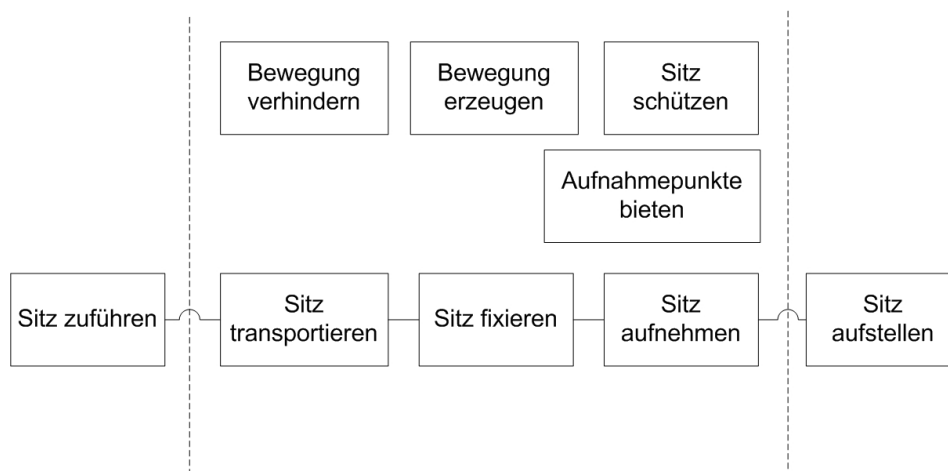 Bewegung
verhindern
Bewegung
erzeugen
Sitz
schützen
Aufnahmepunkte
bieten
Sitz zuführen
Sitz
transportieren
Sitz fixieren
Sitz
aufnehmen
Sitz
aufstellen